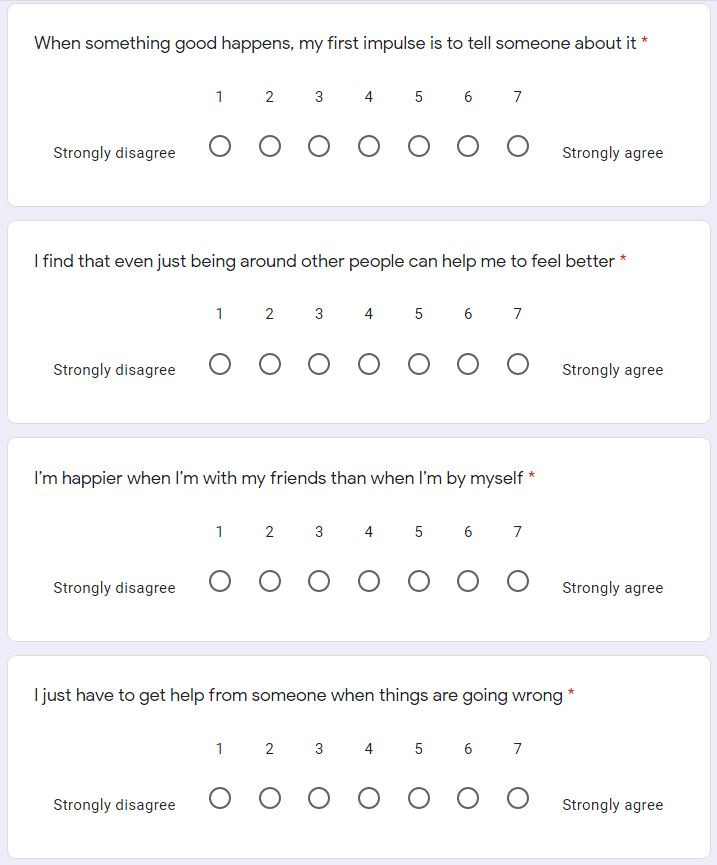 When something good happens, my first impulse is to tell someone about it *
1 2 3 4 5 6 7
Strongly disagree Strongly agree
I find that even just being around other people can help me to feel better *
1 2 3 4 5 6 7
Strongly disagree Strongly agree
I’m happier when I’m with my friends than when I’m by myself *
1 2 3 4 5 6 7
Strongly disagree Strongly agree
I just have to get help from someone when things are going wrong *
1 2 3 4 5 6 7
Strongly disagree Strongly agree